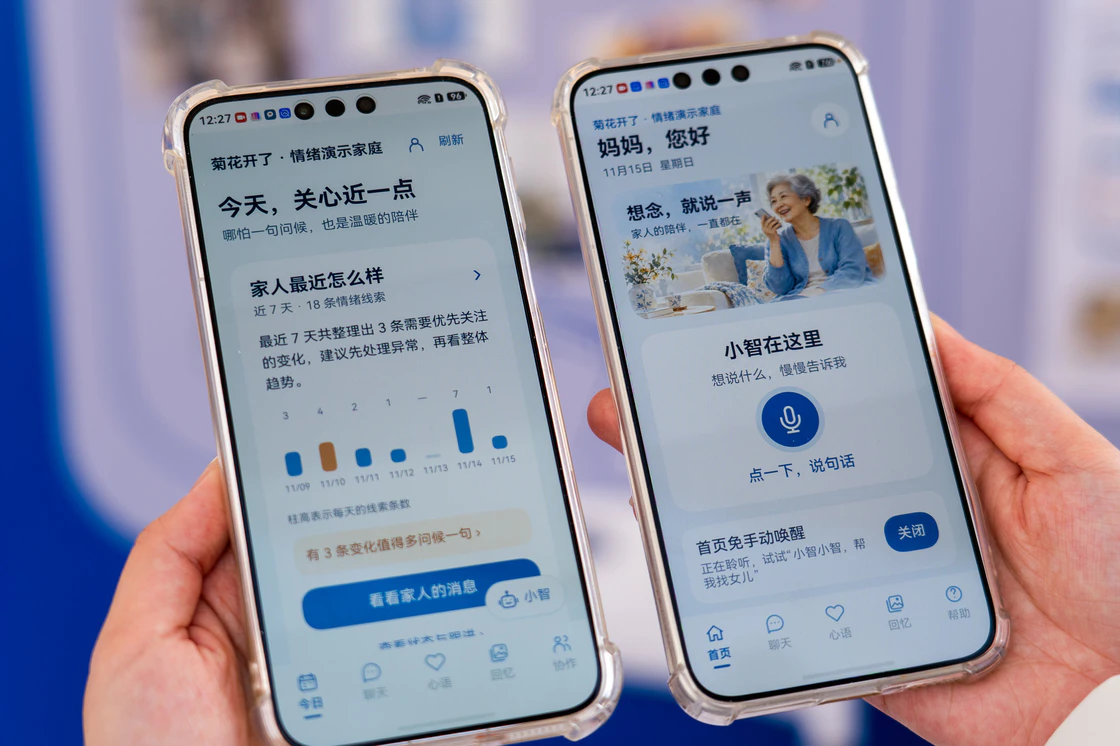 12:27
96
菊花开了 · 情绪演示家庭
刷新
今天，关心近一点
哪怕一句问候，也是温暖的陪伴
家人最近怎么样
近 7 天 · 18 条情绪线索
最近 7 天共整理出 3 条需要优先关注
的变化，建议先处理异常，再看整体
趋势。
3 4 2 1 — 7 1
11/09 11/10 11/11 11/12 11/13 11/14 11/15
柱高表示每天的线索条数
有 3 条变化值得多问候一句 ›
看看家人的消息
小智
今日 聊天 心语 回忆 协作
12:27
菊花开了 · 情绪演示家庭
妈妈，您好
11月15日 星期日
想念，就说一声
家人的陪伴，一直都在
小智在这里
想说什么，慢慢告诉我
点一下，说句话
首页免手动唤醒
正在聆听，试试“小智小智，帮
我找女儿”
关闭
首页 聊天 心语 回忆 帮助